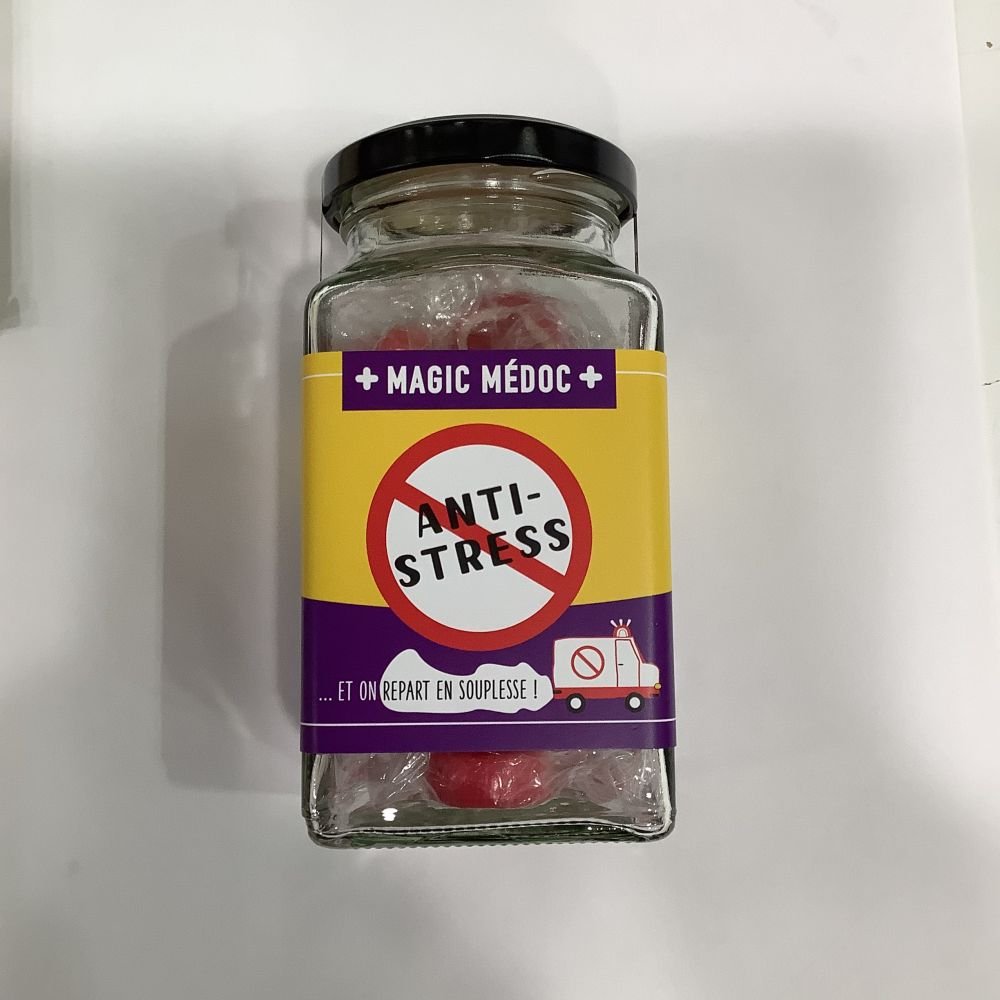 + MAGIC MÉDOC +
ANTI-
STRESS
... ET ON REPART EN SOUPLESSE !